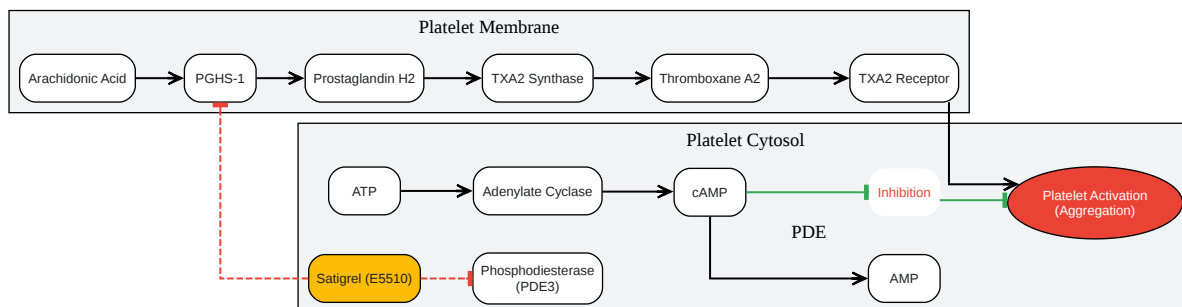 Platelet Membrane
Arachidonic Acid
PGHS-1
Prostaglandin H2
TXA2 Synthase
Thromboxane A2
TXA2 Receptor
Platelet Cytosol
ATP
Adenylate Cyclase
cAMP
Inhibition
Platelet Activation
(Aggregation)
PDE
Satigrel (E5510)
Phosphodiesterase
(PDE3)
AMP